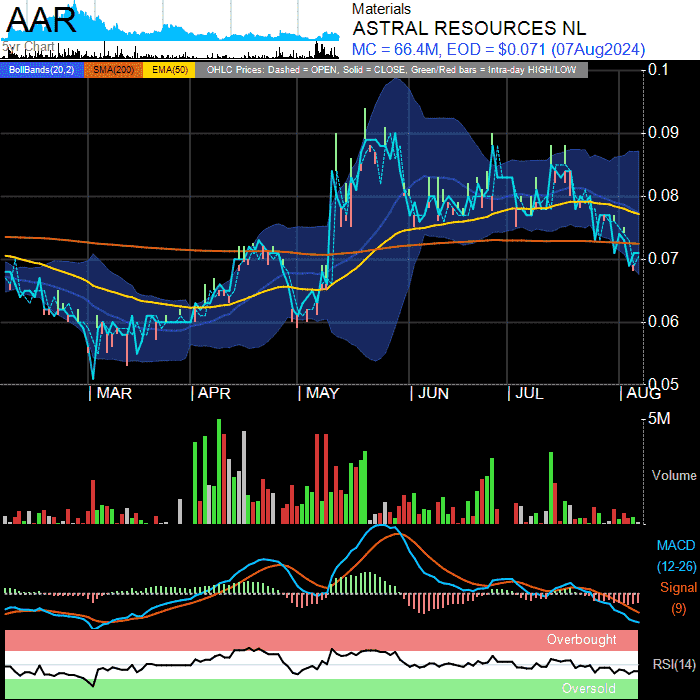 AAR
5yr Chart
Materials
ASTRAL RESOURCES NL
MC = 66.4M, EOD = $0.071 (07Aug2024)
BollBands(20,2) SMA(200) EMA(50) OHLC Prices: Dashed = OPEN, Solid = CLOSE, Green/Red bars = Intra-day HIGH/LOW
0.1
0.09
0.08
0.07
0.06
0.05
| MAR | APR | MAY | JUN | JUL | AUG
5M
Volume
MACD
(12-26)
Signal
(9)
Overbought
RSI(14)
Oversold